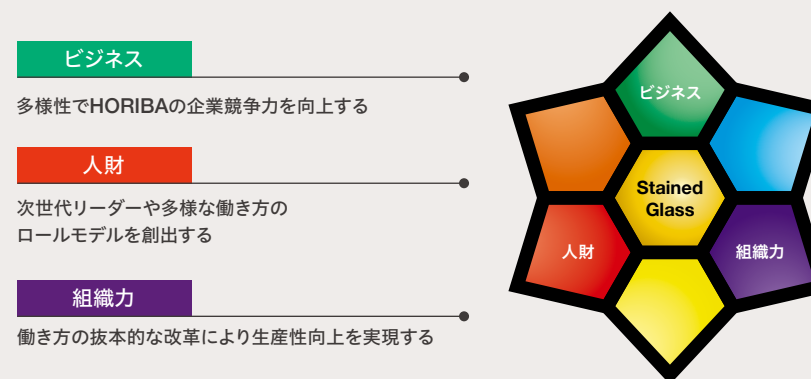 ビジネス
多様性でHORIBAの企業競争力を向上する
人財
次世代リーダーや多様な働き方の
ロールモデルを創出する
組織力
働き方の抜本的な改革により生産性向上を実現する
ビジネス
Stained
Glass
人財
組織力